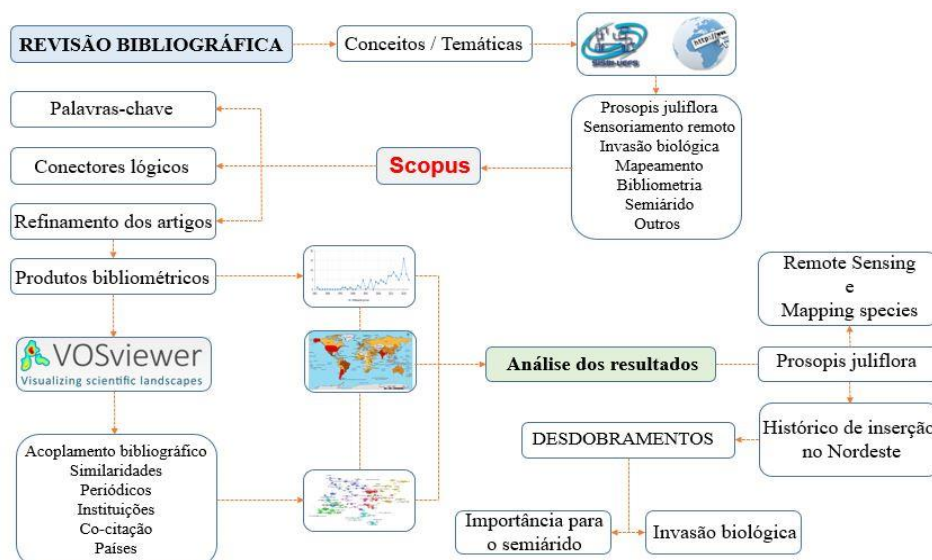 REVISÃO BIBLIOGRÁFICA
Conceitos / Temáticas
Prosopis juliflora
Sensoriamento remoto
Invasão biológica
Mapeamento
Bibliometria
Semiárido
Outros
Scopus
Palavras-chave
Conectores lógicos
Refinamento dos artigos
Produtos bibliométricos
VOSviewer
Visualizing scientific landscapes
Acoplamento bibliográfico
Similaridades
Periódicos
Instituições
Co-citação
Países
Análise dos resultados
Remote Sensing
e
Mapping species
Prosopis juliflora
Histórico de inserção
no Nordeste
DESDOBRAMENTOS
Importância para
o semiárido
Invasão biológica